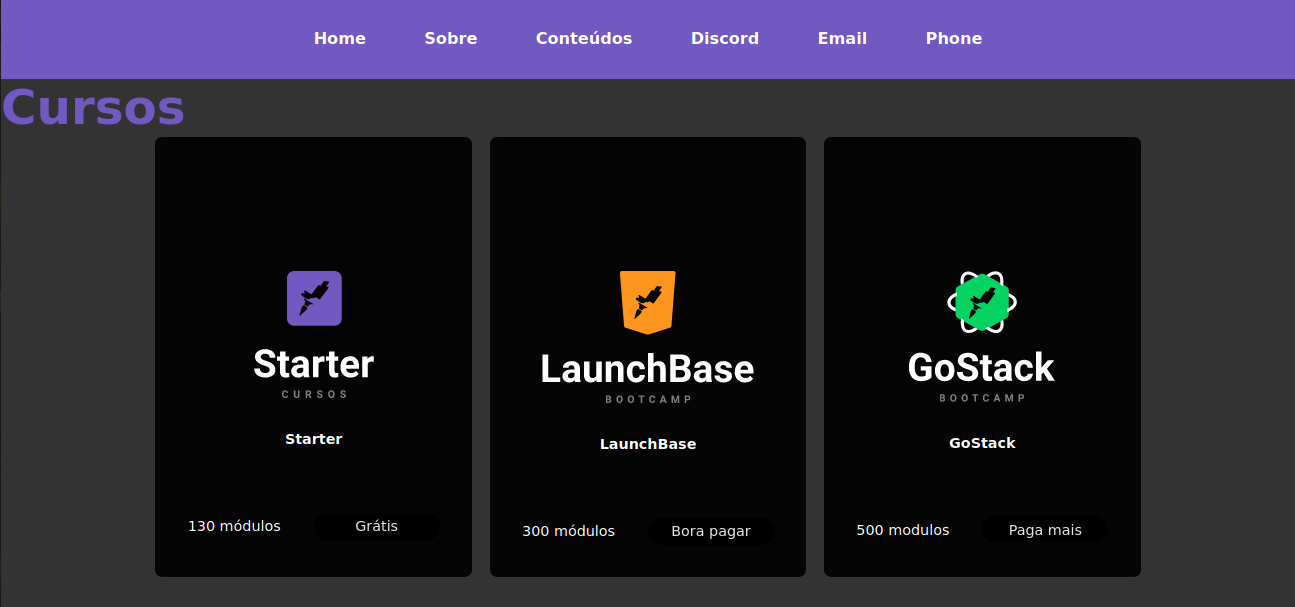 Home Sobre Conteúdos Discord Email Phone
Cursos
Starter
CURSOS
Starter
130 módulos Grátis
LaunchBase
BOOTCAMP
LaunchBase
300 módulos Bora pagar
GoStack
BOOTCAMP
GoStack
500 modulos Paga mais